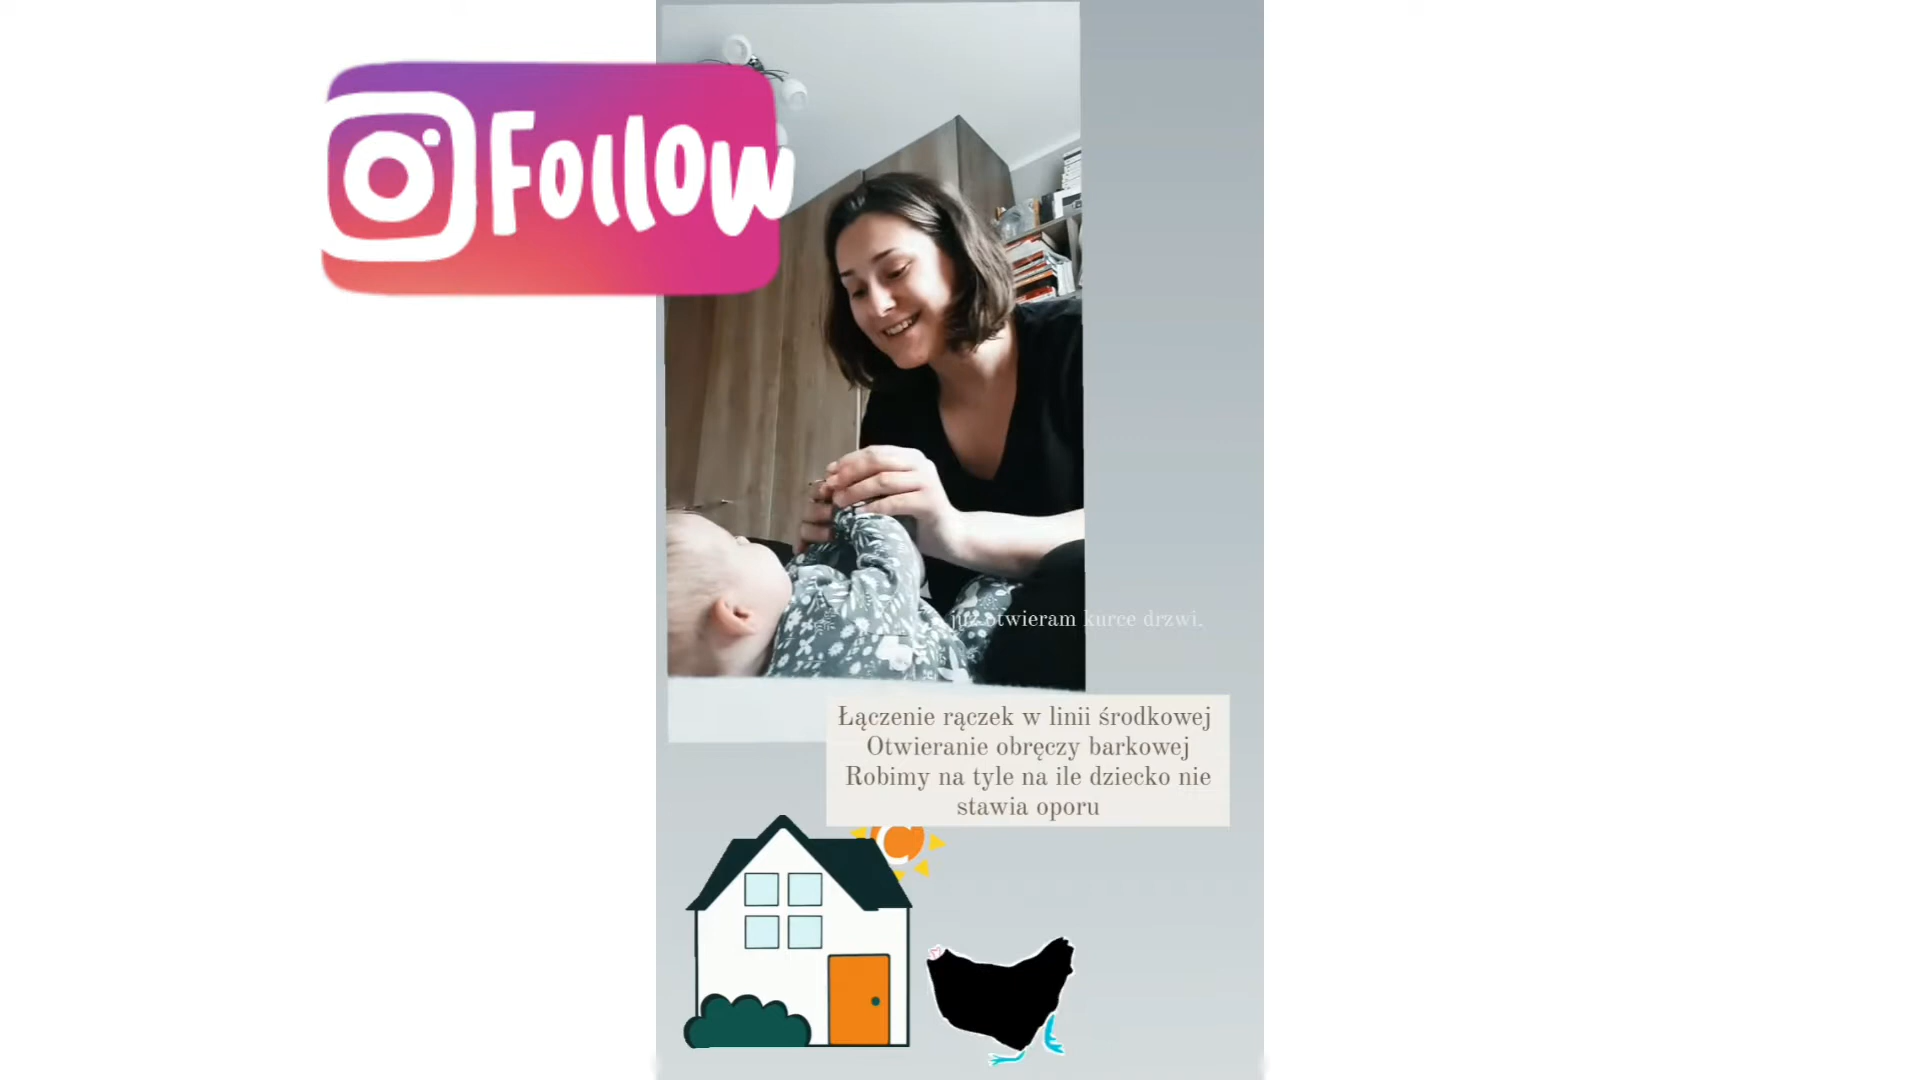 Follow
już otwieram kurce drzwi.
Łączenie rączek w linii środkowej
Otwieranie obręczy barkowej
Robimy na tyle na ile dziecko nie
stawia oporu